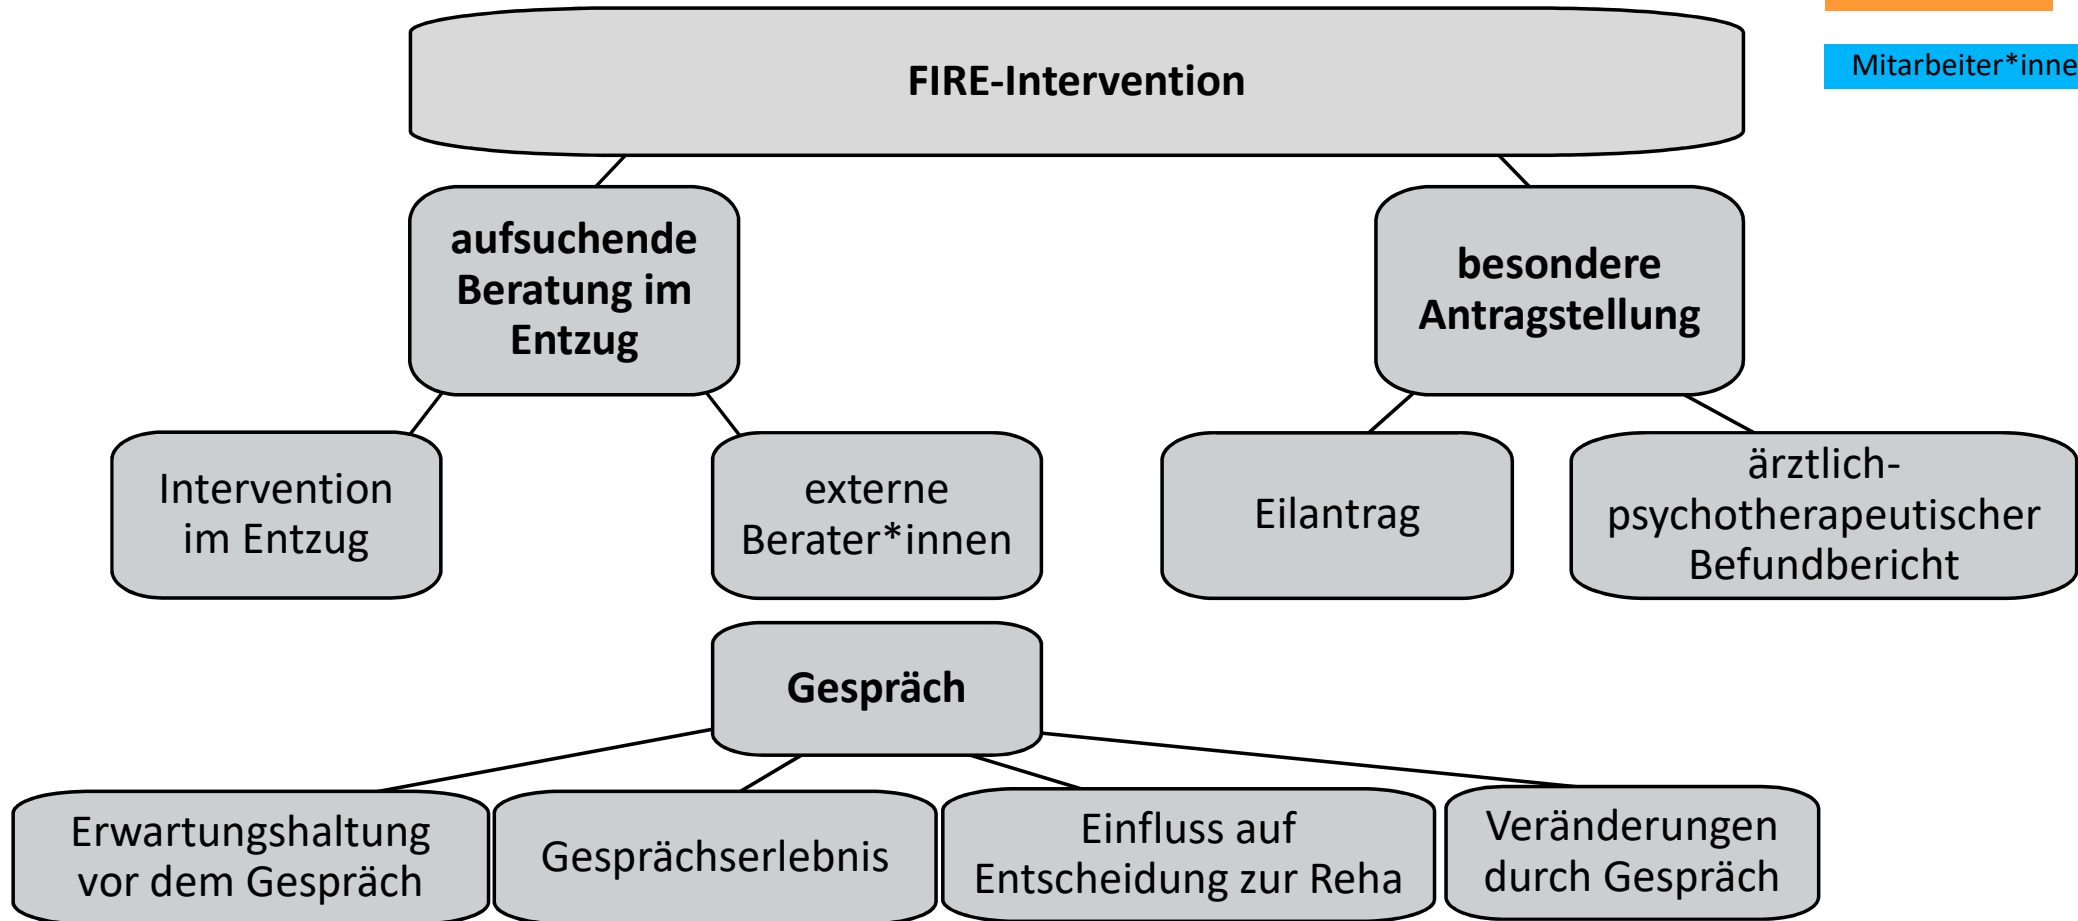 Mitarbeiter*inne
FIRE-Intervention
aufsuchende
Beratung im
Entzug
besondere
Antragstellung
Intervention
im Entzug
externe
Berater*innen
Eilantrag
ärztlich-
psychotherapeutischer
Befundbericht
Gespräch
Erwartungshaltung
vor dem Gespräch
Gesprächserlebnis
Einfluss auf
Entscheidung zur Reha
Veränderungen
durch Gespräch